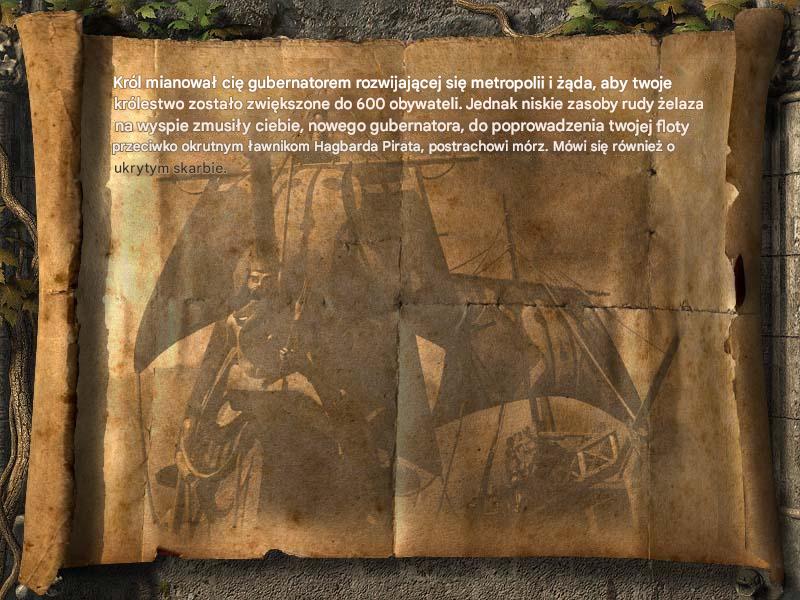 Król mianował cię gubernatorem rozwijającej się metropolii i żąda, aby twoje
królestwo zostało zwiększone do 600 obywateli. Jednak niskie zasoby rudy żelaza
na wyspie zmusiły ciebie, nowego gubernatora, do poprowadzenia twojej floty
przeciwko okrutnym ławnikom Hagbarda Pirata, postrachowi mórz. Mówi się również o
ukrytym skarbie.